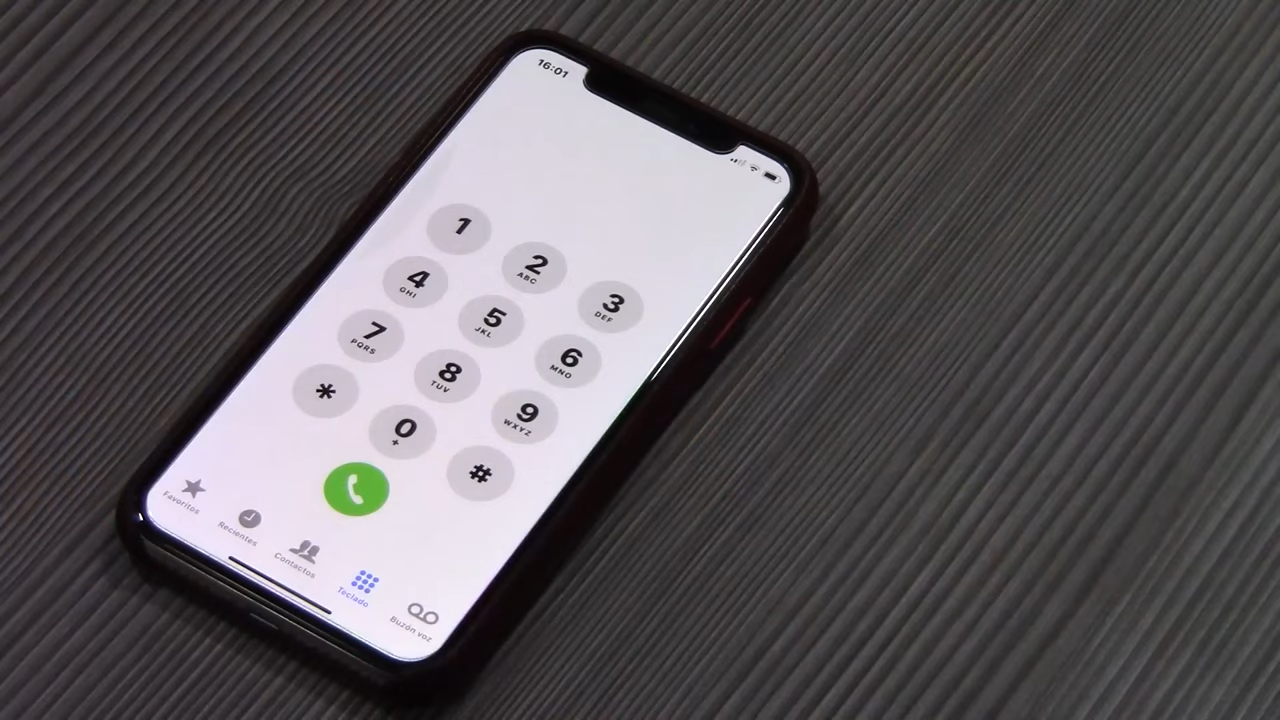 16:01
1
2
ABC
3
DEF
4
GHI
5
JKL
6
MNO
7
PQRS
8
TUV
9
WXYZ
*
0
+
#
Favoritos
Recientes
Contactos
Teclado
Buzón voz